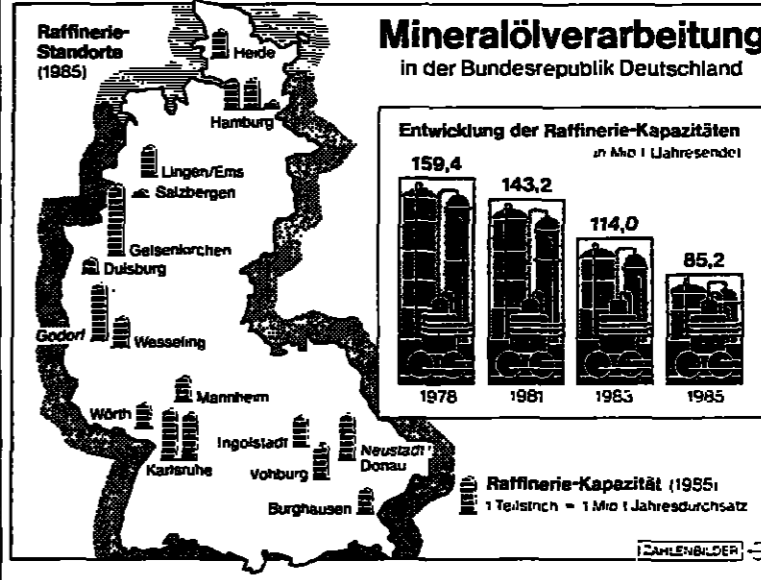 Raffinerie-
Standorte
(1985)
Mineralölverarbeitung
in der Bundesrepublik Deutschland
Heide
Hamburg
Lingen/Ems
Salzbergen
Gelsenkirchen
Duisburg
Godorf
Wesseling
Mannheim
Wörth
Karlsruhe
Ingolstadt
Vohburg
Neustadt/
Donau
Burghausen
Entwicklung der Raffinerie-Kapazitäten
in Mio t (Jahresende)
159,4
143,2
114,0
85,2
1978
1981
1983
1985
Raffinerie-Kapazität (1985)
1 Teilstrich = 1 Mio t Jahresdurchsatz
ZAHLENBILDER